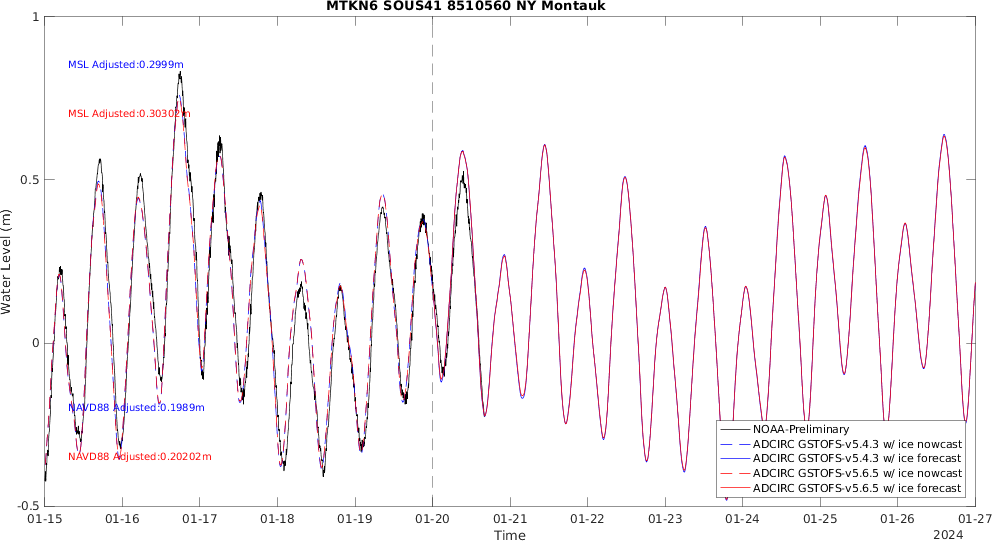 MTKN6 SOUS41 8510560 NY Montauk
1
0.5
0
-0.5
Water Level (m)
MSL Adjusted:0.2999m
MSL Adjusted:0.30302m
NAVD88 Adjusted:0.1989m
NAVD88 Adjusted:0.20202m
NOAA-Preliminary
ADCIRC GSTOFS-v5.4.3 w/ ice nowcast
ADCIRC GSTOFS-v5.4.3 w/ ice forecast
ADCIRC GSTOFS-v5.6.5 w/ ice nowcast
ADCIRC GSTOFS-v5.6.5 w/ ice forecast
01-15 01-16 01-17 01-18 01-19 01-20 01-21 01-22 01-23 01-24 01-25 01-26 01-27
Time
2024